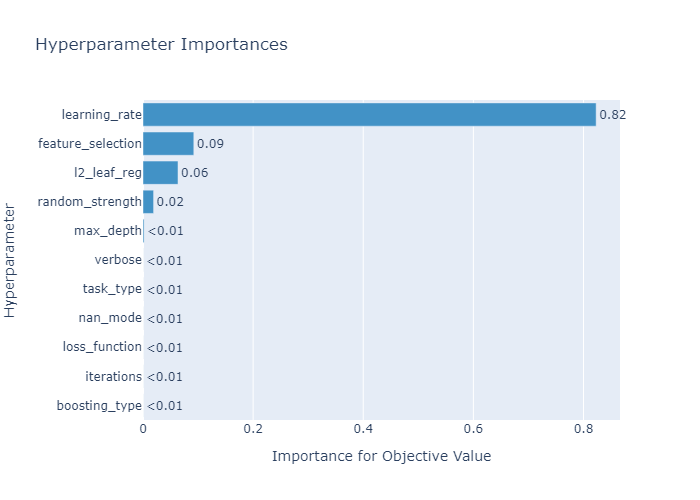 Hyperparameter Importances
Hyperparameter
learning_rate 0.82
feature_selection 0.09
l2_leaf_reg 0.06
random_strength 0.02
max_depth <0.01
verbose <0.01
task_type <0.01
nan_mode <0.01
loss_function <0.01
iterations <0.01
boosting_type <0.01
0 0.2 0.4 0.6 0.8
Importance for Objective Value